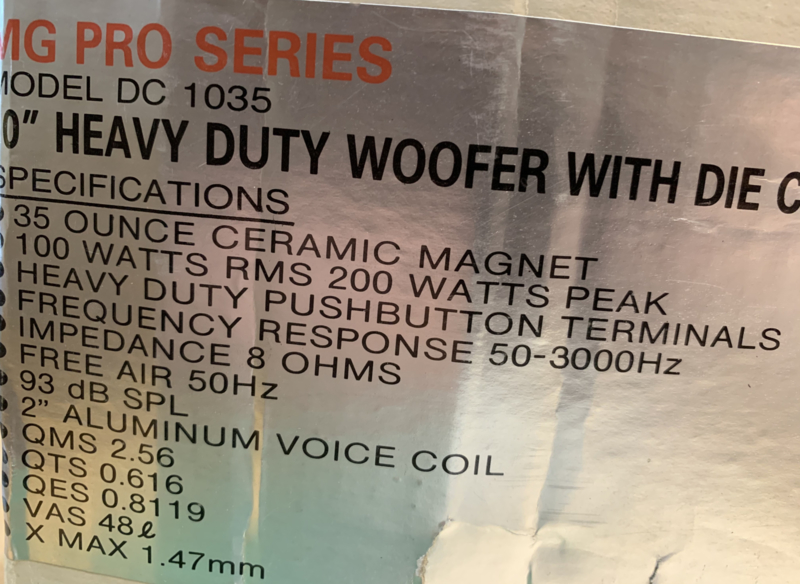 MG PRO SERIES
MODEL DC 1035
0" HEAVY DUTY WOOFER WITH DIE C
SPECIFICATIONS
35 OUNCE CERAMIC MAGNET
100 WATTS RMS 200 WATTS PEAK
HEAVY DUTY PUSHBUTTON TERMINALS
FREQUENCY RESPONSE 50-3000Hz
IMPEDANCE 8 OHMS
FREE AIR 50Hz
93 dB SPL
2" ALUMINUM VOICE COIL
QMS 2.56
QTS 0.616
QES 0.8119
VAS 48ℓ
X MAX 1.47mm